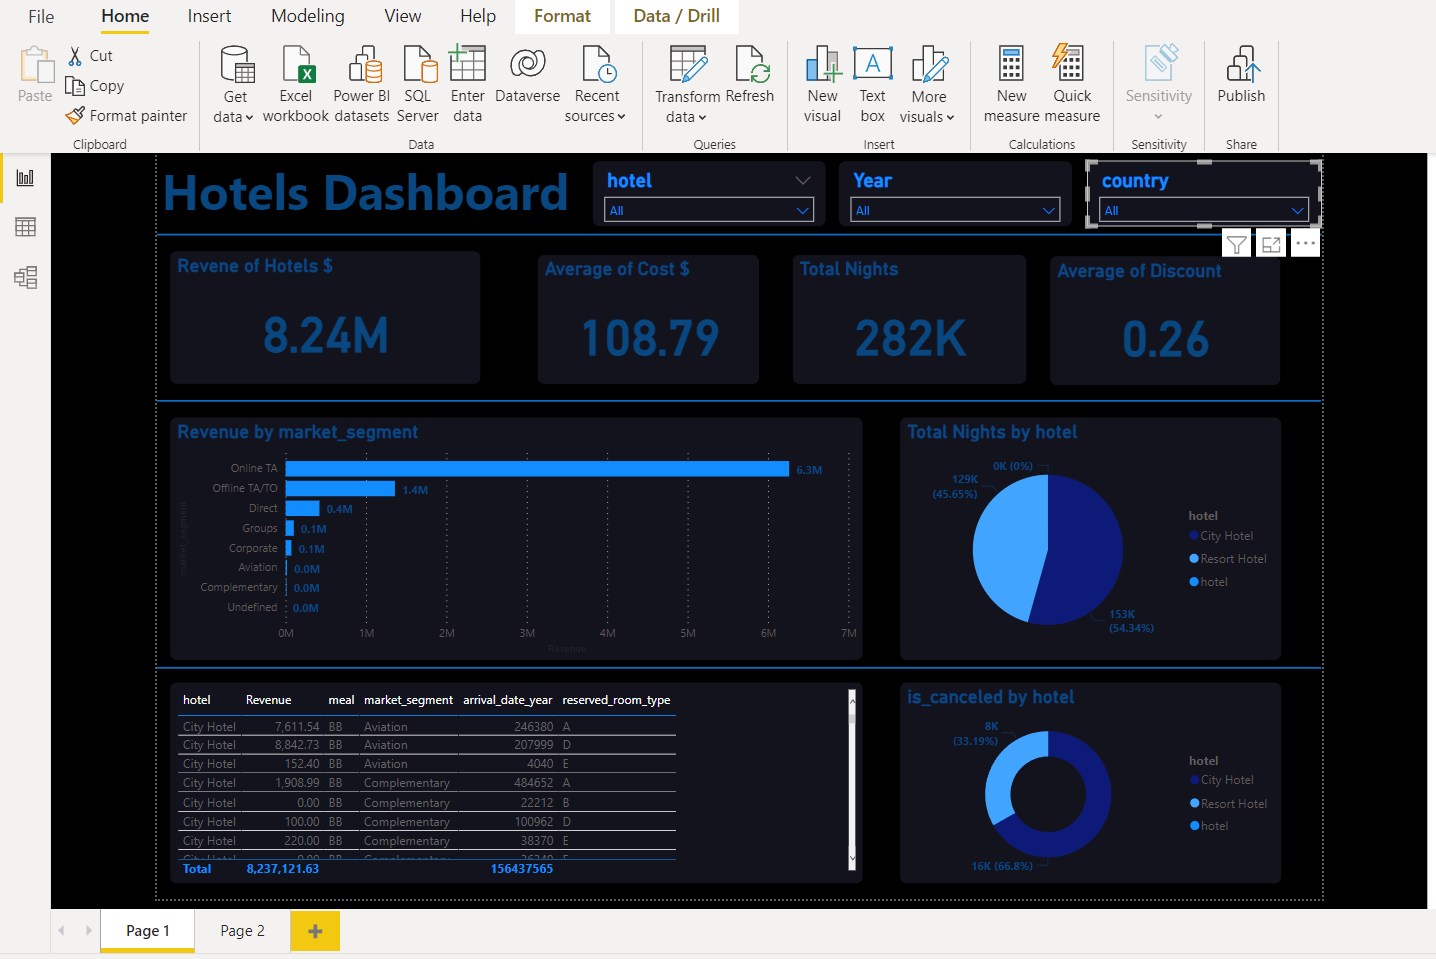 File Home Insert Modeling View Help Format Data / Drill
Paste
Cut
Copy
Format painter
Clipboard
Get data
Excel workbook
Power BI datasets
SQL Server
Enter data
Dataverse
Recent sources
Data
Transform data
Refresh
Queries
New visual
A
Text box
More visuals
Insert
New measure
Quick measure
Calculations
Sensitivity
Sensitivity
Publish
Share
Hotels Dashboard
hotel
All
Year
All
country
All
Revene of Hotels $
8.24M
Average of Cost $
108.79
Total Nights
282K
Average of Discount
0.26
Revenue by market_segment
market_segment
Online TA 6.3M
Offline TA/TO 1.4M
Direct 0.4M
Groups 0.1M
Corporate 0.1M
Aviation 0.0M
Complementary 0.0M
Undefined 0.0M
0M 1M 2M 3M 4M 5M 6M 7M
Revenue
Total Nights by hotel
0K (0%)
129K
(45.65%)
153K
(54.34%)
hotel
City Hotel
Resort Hotel
hotel
hotel Revenue meal market_segment arrival_date_year reserved_room_type
City Hotel 7,611.54 BB Aviation 246380 A
City Hotel 8,842.73 BB Aviation 207999 D
City Hotel 152.40 BB Aviation 4040 E
City Hotel 1,908.99 BB Complementary 484652 A
City Hotel 0.00 BB Complementary 22212 B
City Hotel 100.00 BB Complementary 100962 D
City Hotel 220.00 BB Complementary 38370 E
Total 8,237,121.63 156437565
is_canceled by hotel
8K
(33.19%)
16K (66.8%)
hotel
City Hotel
Resort Hotel
hotel
Page 1 Page 2